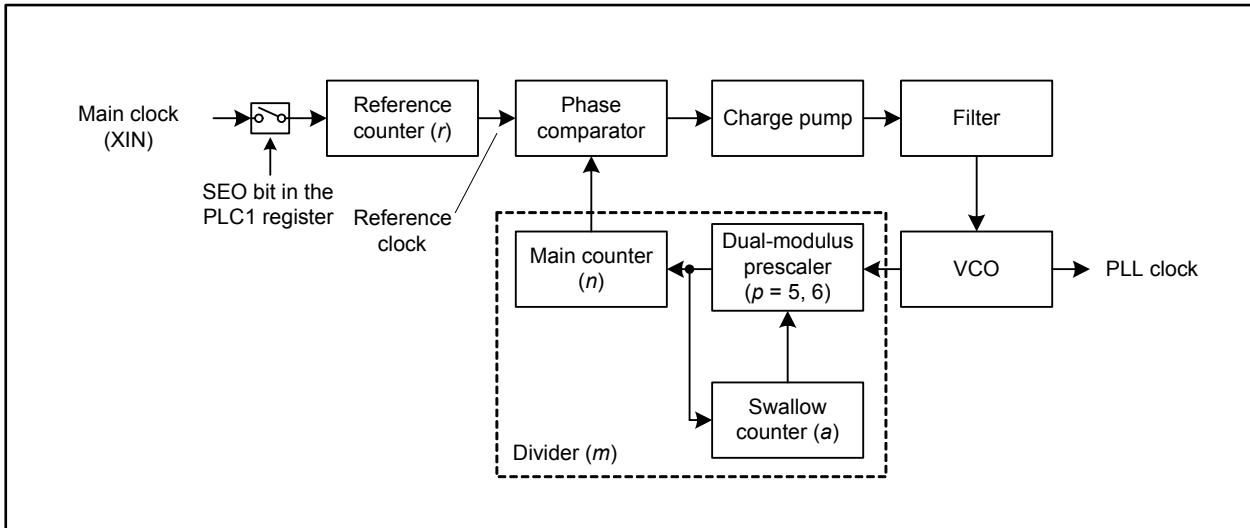 Main clock
(XIN)
SEO bit in the
PLC1 register
Reference
counter (r)
Reference
clock
Phase
comparator
Charge pump
Filter
Main counter
(n)
Dual-modulus
prescaler
(p = 5, 6)
VCO
PLL clock
Swallow
counter (a)
Divider (m)